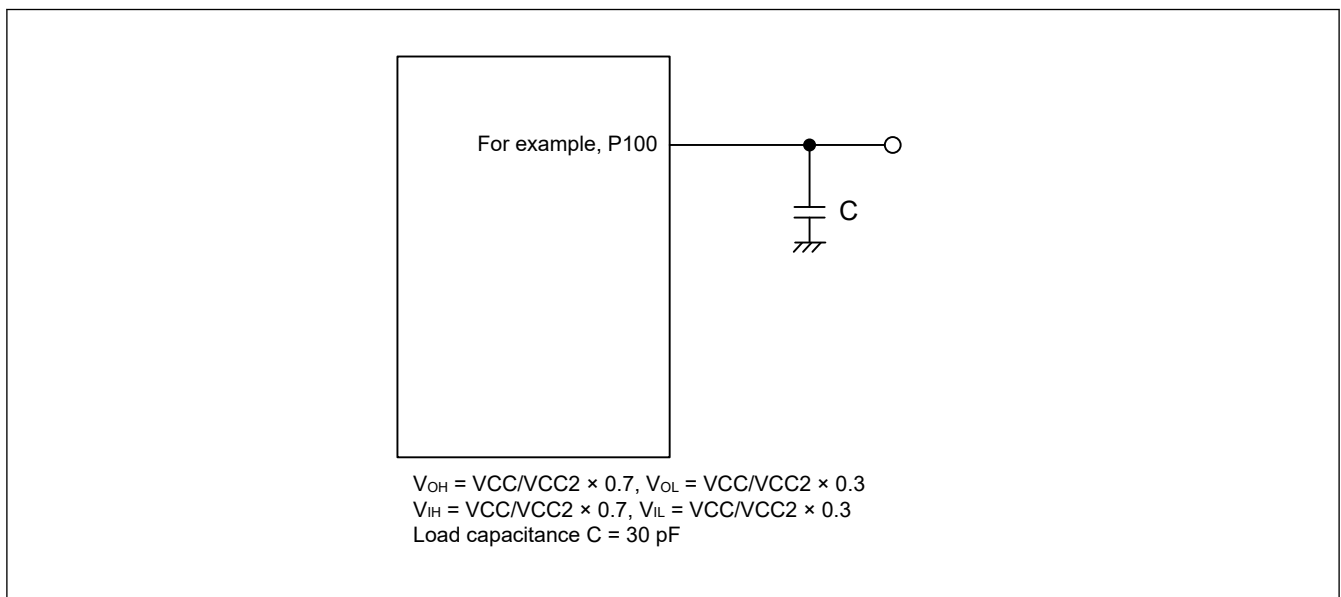 For example, P100
C
VOH = VCC/VCC2 × 0.7, VOL = VCC/VCC2 × 0.3
VIH = VCC/VCC2 × 0.7, VIL = VCC/VCC2 × 0.3
Load capacitance C = 30 pF